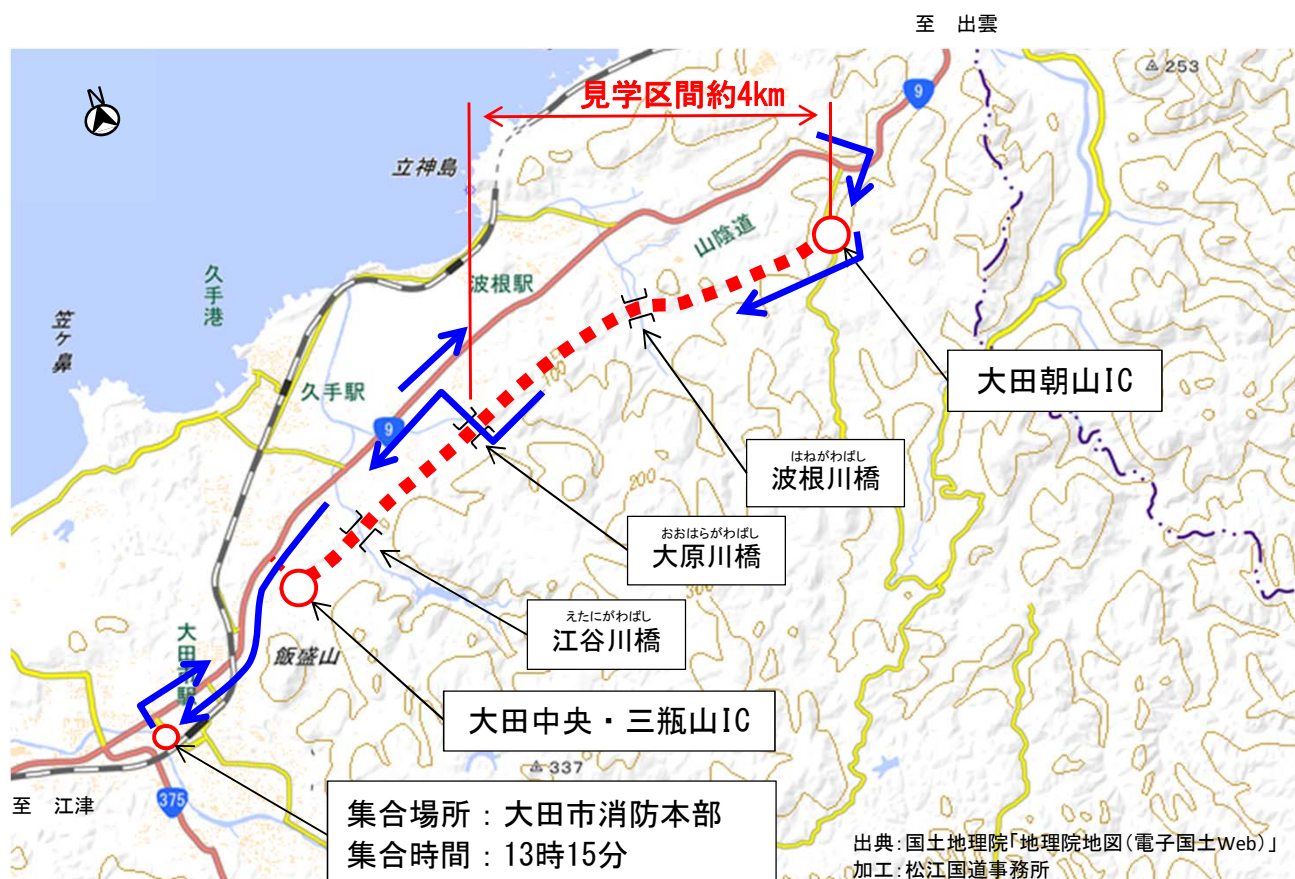 至 出雲
N
253
9
見学区間約4km
立神島
山陰道
久手港
波根駅
笠ヶ鼻
大田朝山IC
久手駅
9
はねがわばし
波根川橋
200
おおはらがわばし
大原川橋
300
えたにがわばし
江谷川橋
大田市駅
飯盛山
大田中央・三瓶山IC
337
至 江津
375
集合場所：大田市消防本部
集合時間：13時15分
出典：国土地理院「地理院地図（電子国土Web）」
加工：松江国道事務所